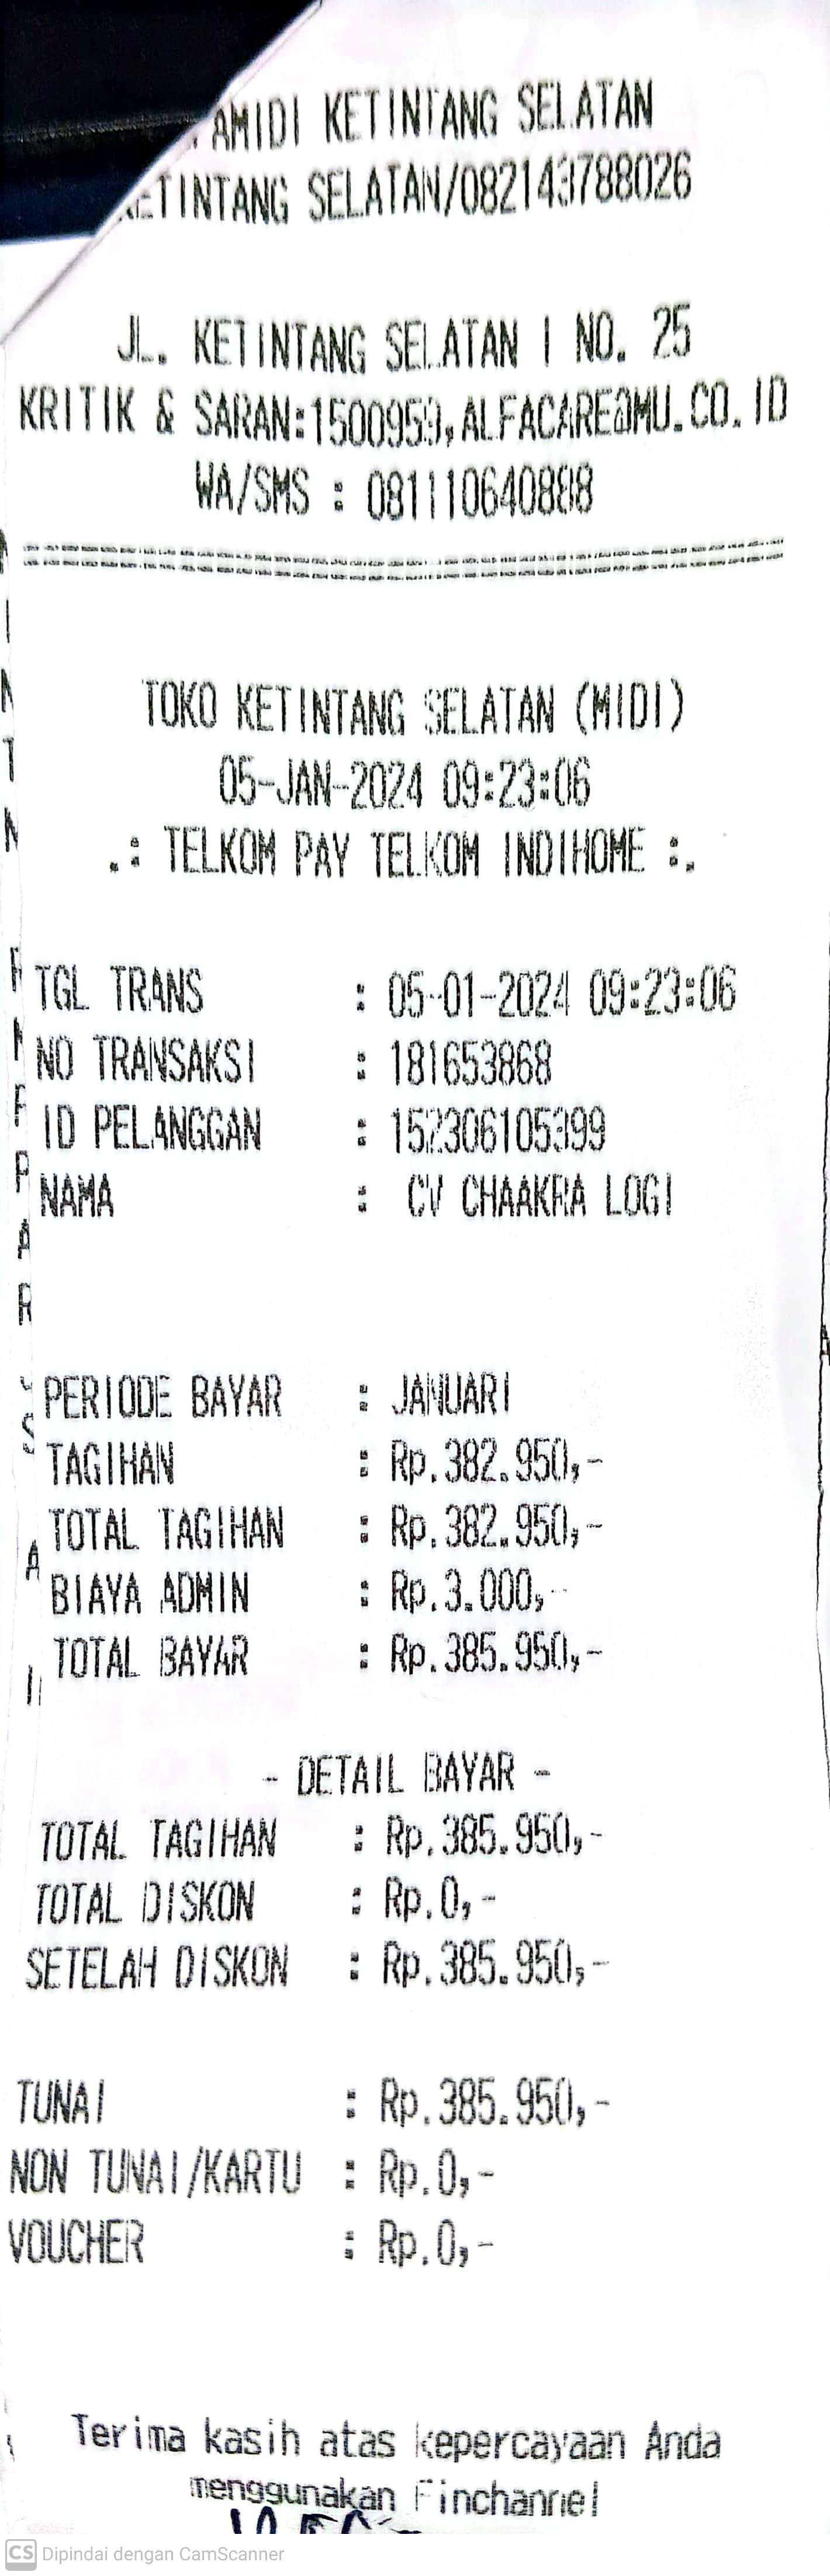 AMIDI KETINTANG SELATAN
KETINTANG SELATAN/082143788026
JL. KETINTANG SELATAN I NO. 25
KRITIK & SARAN:1500959,ALFACARE@MU.CO.ID
WA/SMS : 081110640888
TOKO KETINTANG SELATAN (MIDI)
05-JAN-2024 09:23:06
.: TELKOM PAY TELKOM INDIHOME :.
TGL TRANS : 05-01-2024 09:23:06
NO TRANSAKSI : 181653868
ID PELANGGAN : 152306105399
NAMA : CV CHAAKRA LOGI
PERIODE BAYAR : JANUARI
TAGIHAN : Rp.382.950,-
TOTAL TAGIHAN : Rp.382.950,-
BIAYA ADMIN : Rp.3.000,-
TOTAL BAYAR : Rp.385.950,-
- DETAIL BAYAR -
TOTAL TAGIHAN : Rp.385.950,-
TOTAL DISKON : Rp.0,-
SETELAH DISKON : Rp.385.950,-
TUNAI : Rp.385.950,-
NON TUNAI/KARTU : Rp.0,-
VOUCHER : Rp.0,-
Terima kasih atas kepercayaan Anda
menggunakan Finchannel
CS Dipindai dengan CamScanner